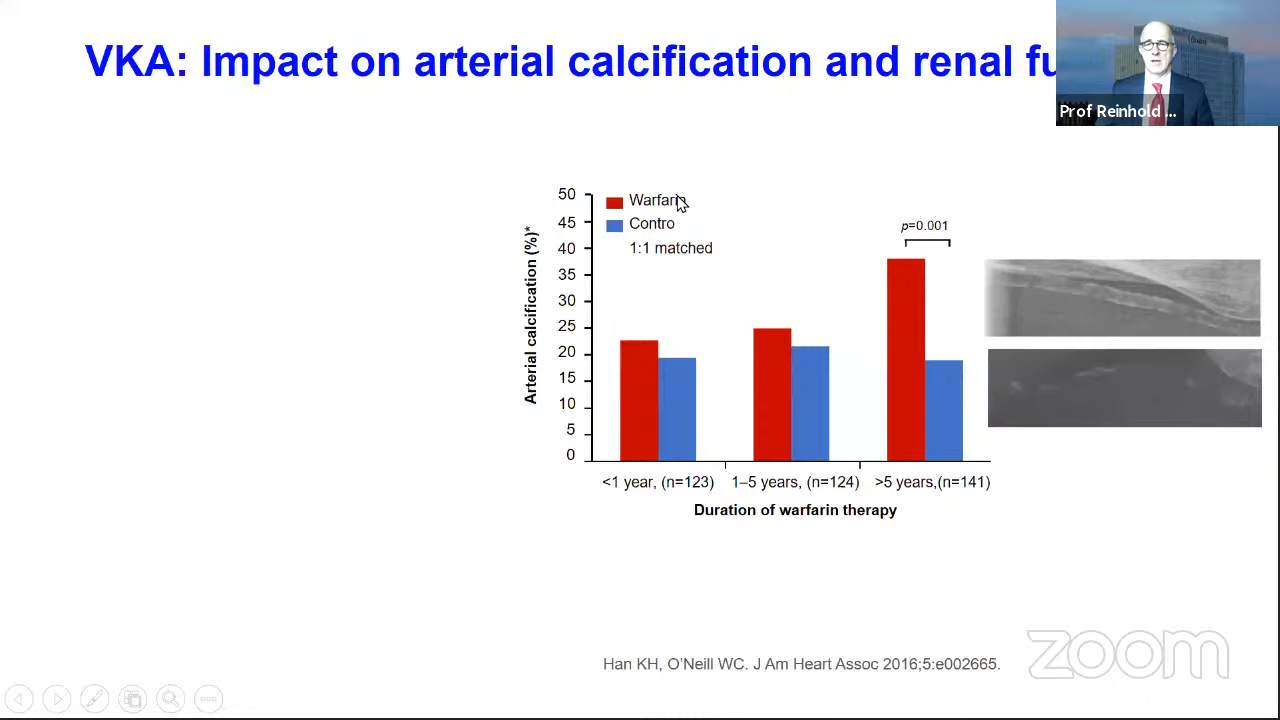 VKA: Impact on arterial calcification and renal fu
Prof Reinhold ...
50
45
40
35
30
25
20
15
10
5
0
Arterial calcification (%)*
Warfarin
Contro
1:1 matched
p=0.001
<1 year, (n=123)
1–5 years, (n=124)
>5 years,(n=141)
Duration of warfarin therapy
Han KH, O’Neill WC. J Am Heart Assoc 2016;5:e002665.
zoom